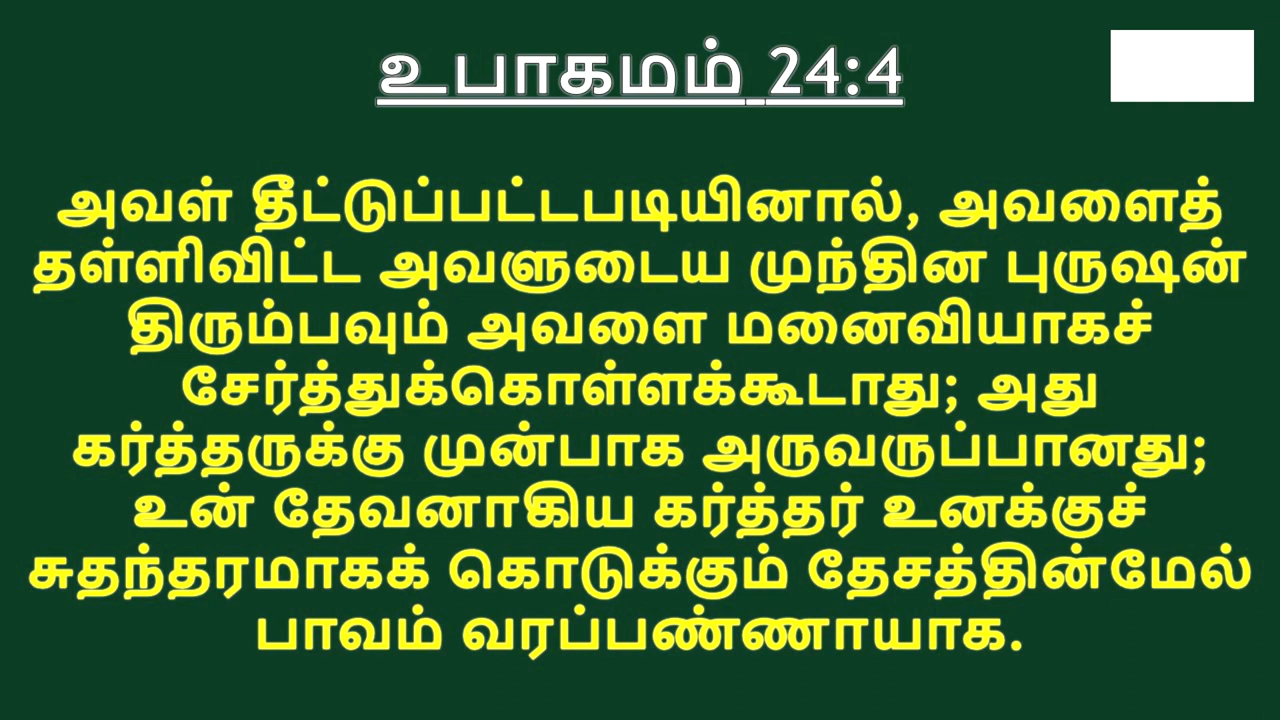 உபாகமம் 24:4
அவள் தீட்டுப்பட்டபடியினால், அவளைத்
தள்ளிவிட்ட அவளுடைய முந்தின புருஷன்
திரும்பவும் அவளை மனைவியாகச்
சேர்த்துக்கொள்ளக்கூடாது; அது
கர்த்தருக்கு முன்பாக அருவருப்பானது;
உன் தேவனாகிய கர்த்தர் உனக்குச்
சுதந்தரமாகக் கொடுக்கும் தேசத்தின்மேல்
பாவம் வரப்பண்ணாயாக.